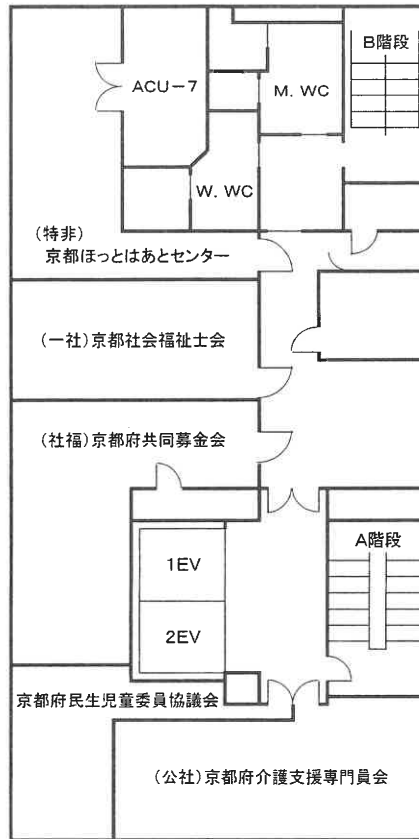 B階段
ACU-7
M. WC
W. WC
(特非)
京都ほっとはあとセンター
(一社)京都社会福祉士会
(社福)京都府共同募金会
A階段
1EV
2EV
京都府民生児童委員協議会
(公社)京都府介護支援専門員会